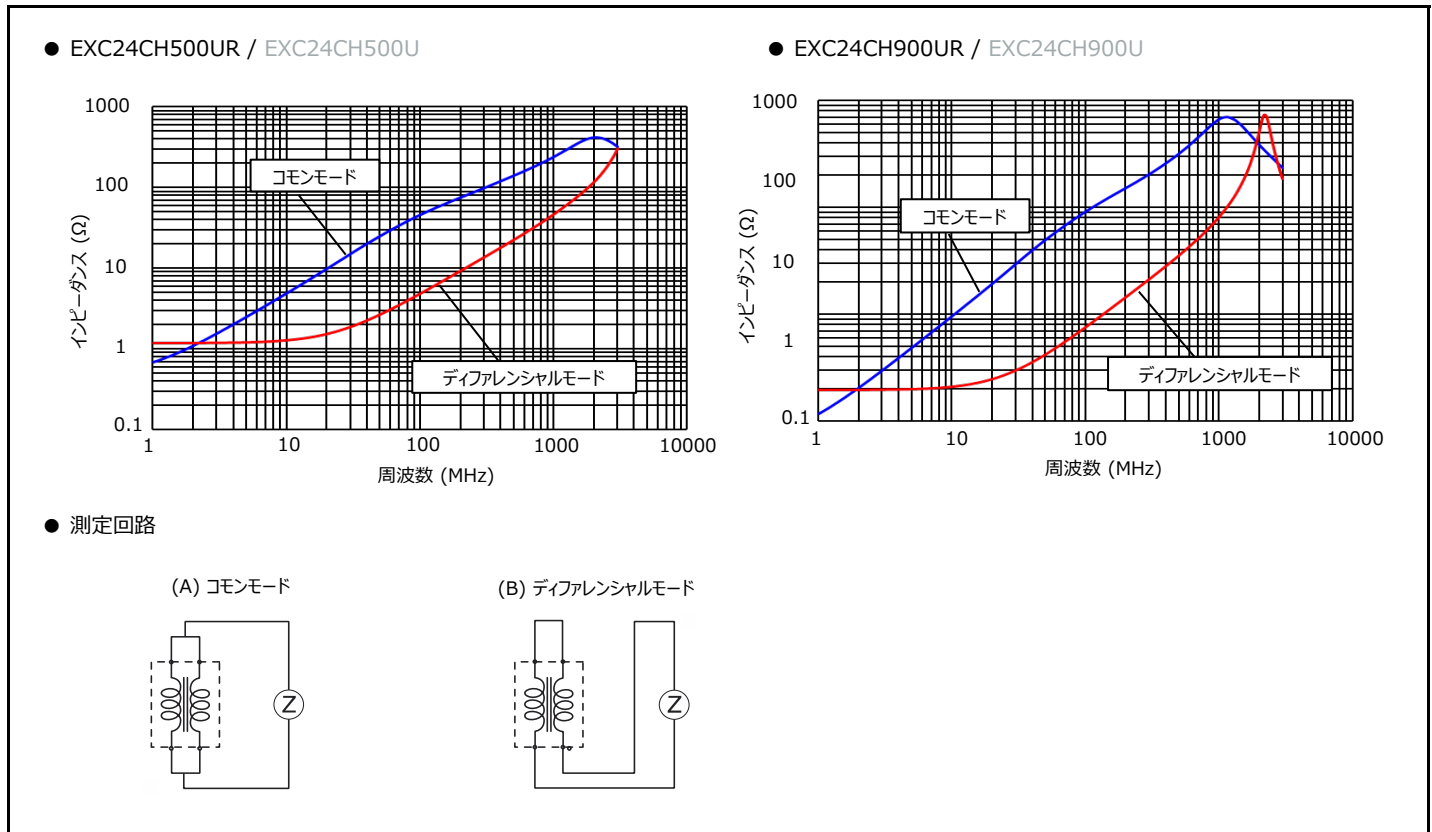 ● EXC24CH500UR / EXC24CH500U
1000
100
10
1
0.1
インピーダンス (Ω)
コモンモード
ディファレンシャルモード
1 10 100 1000 10000
周波数 (MHz)
● EXC24CH900UR / EXC24CH900U
1000
100
10
1
0.1
インピーダンス (Ω)
コモンモード
ディファレンシャルモード
1 10 100 1000 10000
周波数 (MHz)
● 測定回路
(A) コモンモード
Z
(B) ディファレンシャルモード
Z